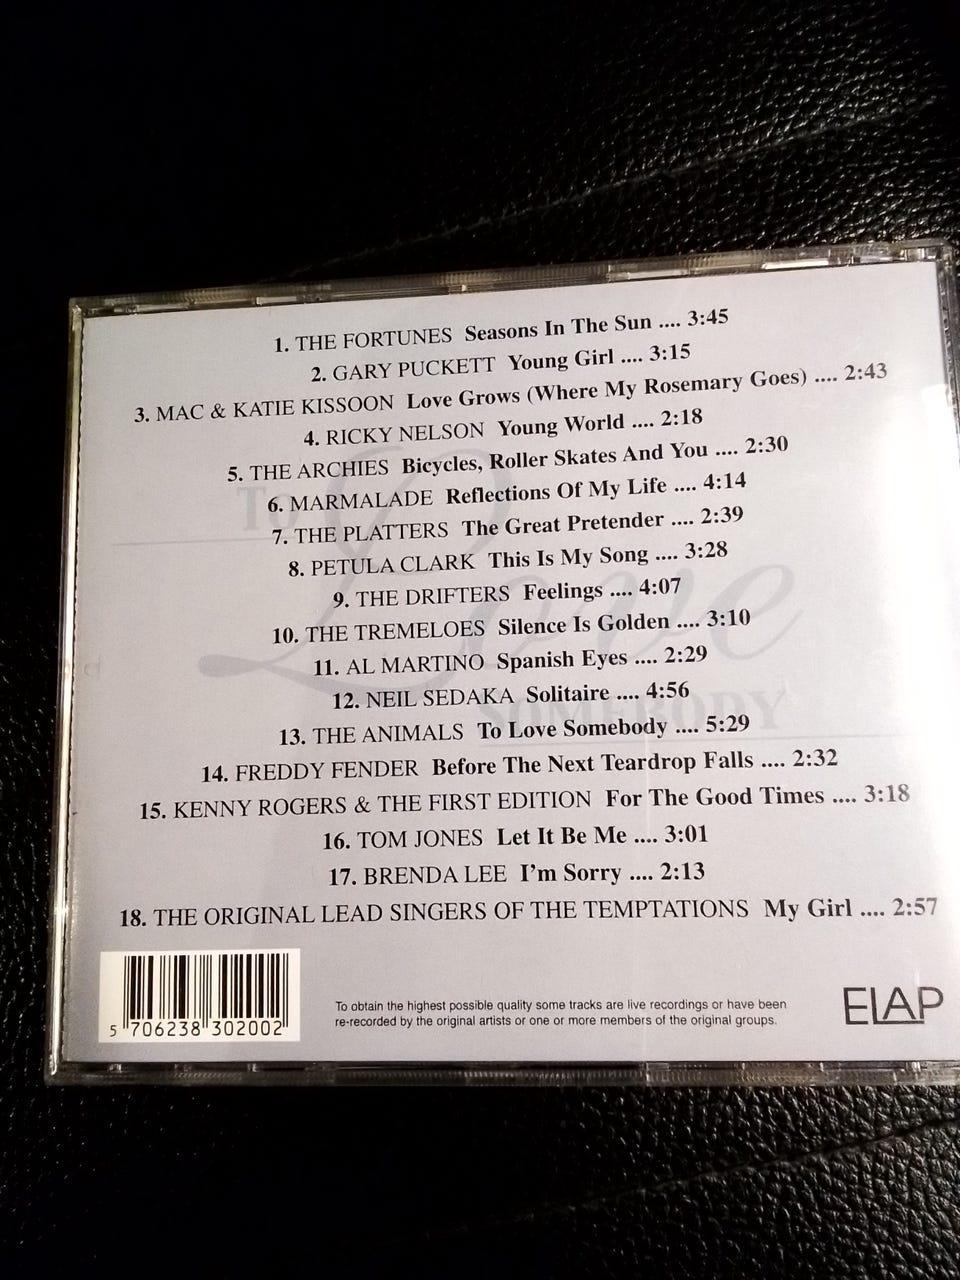 1. THE FORTUNES Seasons In The Sun .... 3:45
2. GARY PUCKETT Young Girl .... 3:15
3. MAC & KATIE KISSOON Love Grows (Where My Rosemary Goes) .... 2:43
4. RICKY NELSON Young World .... 2:18
5. THE ARCHIES Bicycles, Roller Skates And You .... 2:30
6. MARMALADE Reflections Of My Life .... 4:14
7. THE PLATTERS The Great Pretender .... 2:39
8. PETULA CLARK This Is My Song .... 3:28
9. THE DRIFTERS Feelings .... 4:07
10. THE TREMELOES Silence Is Golden .... 3:10
11. AL MARTINO Spanish Eyes .... 2:29
12. NEIL SEDAKA Solitaire .... 4:56
13. THE ANIMALS To Love Somebody .... 5:29
14. FREDDY FENDER Before The Next Teardrop Falls .... 2:32
15. KENNY ROGERS & THE FIRST EDITION For The Good Times .... 3:18
16. TOM JONES Let It Be Me .... 3:01
17. BRENDA LEE I'm Sorry .... 2:13
18. THE ORIGINAL LEAD SINGERS OF THE TEMPTATIONS My Girl .... 2:57
To Love
SOMEBODY
5 706238 302002
To obtain the highest possible quality some tracks are live recordings or have been
re-recorded by the original artists or one or more members of the original groups.
ELAP